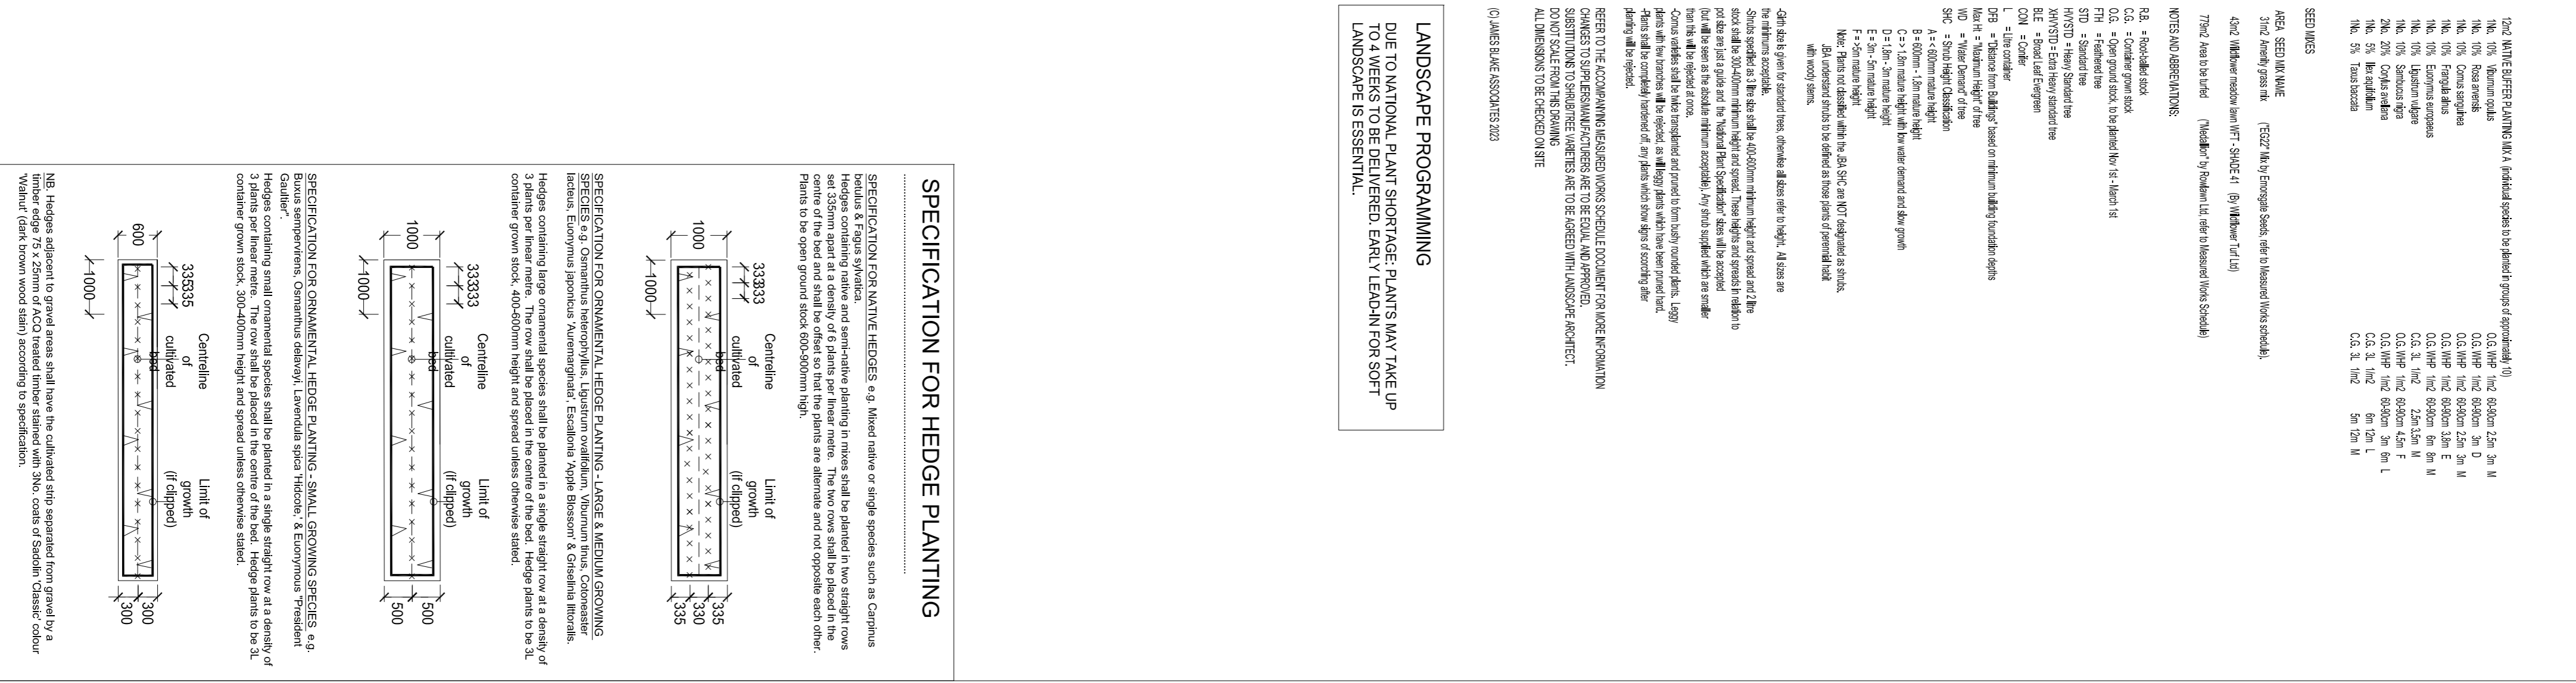 12m2 NATIVE BUFFER PLANTING MIX A (individual species to be planted in groups of approximately 10)
1No. 10% Viburnum opulus O.G. WHP 1/m2 60-90cm 2.5m 3m M
1No. 10% Rosa arvensis O.G. WHP 1/m2 60-90cm 3m D
1No. 10% Cornus sanguinea O.G. WHP 1/m2 60-90cm 2.5m 3m M
1No. 10% Frangula alnus O.G. WHP 1/m2 60-90cm 3.8m E
1No. 10% Euonymus europaeus O.G. WHP 1/m2 60-90cm 6m 8m M
1No. 10% Ligustrum vulgare C.G. 3L 1/m2 2.5m 3.5m M
1No. 10% Sambucus nigra O.G. WHP 1/m2 60-90cm 4.5m F
2No. 20% Corylus avellana O.G. WHP 1/m2 60-90cm 3m 6m L
1No. 5% Ilex aquifolium C.G. 3L 1/m2 6m 12m L
1No. 5% Taxus baccata C.G. 3L 1/m2 5m 12m M
SEED MIXES
AREA SEED MIX NAME
31m2 Amenity grass mix ("EG22" Mix by Emorsgate Seeds, refer to Measured Works schedule),
43m2 Wildflower meadow lawn WFT - SHADE 41 (By Wildflower Turf Ltd)
779m2 Area to be turfed ("Medallion" by Rowlawn Ltd, refer to Measured Works Schedule)
NOTES AND ABBREVIATIONS:
R.B. = Root-balled stock
C.G. = Container grown stock
O.G. = Open ground stock, to be planted Nov 1st - March 1st
FTH = Feathered tree
STD = Standard tree
HVYSTD = Heavy Standard tree
XHVYSTD = Extra Heavy standard tree
BLE = Broad Leaf Evergreen
CON = Conifer
L = Litre container
DFB = "Distance from Buildings" based on minimum building foundation depths
Max Ht = "Maximum Height" of tree
WD = "Water Demand" of tree
SHC = Shrub Height Classification
A = < 600mm mature height
B = 600mm - 1.8m mature height
C = > 1.8m mature height with low water demand and slow growth
D = 1.8m - 3m mature height
E = 3m - 5m mature height
F = >5m mature height
Note: Plants not classified within the JBA SHC are NOT designated as shrubs.
JBA understand shrubs to be defined as those plants of perennial habit
with woody stems.
-Girth size is given for standard trees, otherwise all sizes refer to height. All sizes are
the minimums acceptable.
-Shrubs specified as 3 litre size shall be 400-600mm minimum height and spread and 2 litre
stock shall be 300-400mm minimum height and spread. These heights and spreads in relation to
pot size are just a guide and the "National Plant Specification" sizes will be accepted
(but will be seen as the absolute minimum acceptable). Any shrub supplied which are smaller
than this will be rejected at once.
-Cornus varieties shall be twice transplanted and pruned to form bushy rounded plants. Leggy
plants with few branches will be rejected, as will leggy plants which have been pruned hard.
-Plants shall be completely hardened off, any plants which show signs of scorching after
planting will be rejected.
REFER TO THE ACCOMPANYING MEASURED WORKS SCHEDULE DOCUMENT FOR MORE INFORMATION
CHANGES TO SUPPLIERS/MANUFACTURERS ARE TO BE EQUAL AND APPROVED.
SUBSTITUTIONS TO SHRUB/TREE VARIETIES ARE TO BE AGREED WITH LANDSCAPE ARCHITECT.
DO NOT SCALE FROM THIS DRAWING
ALL DIMENSIONS TO BE CHECKED ON SITE
(C) JAMES BLAKE ASSOCIATES 2023
LANDSCAPE PROGRAMMING
DUE TO NATIONAL PLANT SHORTAGE: PLANTS MAY TAKE UP
TO 4 WEEKS TO BE DELIVERED. EARLY LEAD-IN FOR SOFT
LANDSCAPE IS ESSENTIAL.
SPECIFICATION FOR HEDGE PLANTING
SPECIFICATION FOR NATIVE HEDGES e.g. Mixed native or single species such as Carpinus
betulus & Fagus sylvatica.
Hedges containing native and semi-native planting in mixes shall be planted in two straight rows
set 335mm apart at a density of 6 plants per linear metre. The two rows shall be placed in the
centre of the bed and shall be offset so that the plants are alternate and not opposite each other.
Plants to be open ground stock 600-900mm high.
333333
Centreline
of
cultivated
bed
Limit of
growth
(if clipped)
1000
335
330
335
1000
SPECIFICATION FOR ORNAMENTAL HEDGE PLANTING - LARGE & MEDIUM GROWING
SPECIES e.g. Osmanthus heterophyllus, Ligustrum ovalifolium, Viburnum tinus, Cotoneaster
lacteus, Euonymus japonicus 'Auremarginata', Escallonia 'Apple Blossom' & Griselinia littoralis.
Hedges containing large ornamental species shall be planted in a single straight row at a density of
3 plants per linear metre. The row shall be placed in the centre of the bed. Hedge plants to be 3L
container grown stock, 400-600mm height and spread unless otherwise stated.
333333
Centreline
of
cultivated
bed
Limit of
growth
(if clipped)
1000
500
500
1000
SPECIFICATION FOR ORNAMENTAL HEDGE PLANTING - SMALL GROWING SPECIES e.g.
Buxus sempervirens, Osmanthus delavayi, Lavendula spica 'Hidcote,' & Euonymous "President
Gaultier".
Hedges containing small ornamental species shall be planted in a single straight row at a density of
3 plants per linear metre. The row shall be placed in the centre of the bed. Hedge plants to be 3L
container grown stock, 300-400mm height and spread unless otherwise stated.
335335
Centreline
of
cultivated
bed
Limit of
growth
(if clipped)
600
300
300
1000
NB. Hedges adjacent to gravel areas shall have the cultivated strip separated from gravel by a
timber edge 75 x 25mm of ACQ treated timber stained with 3No. coats of Sadolin 'Classic' colour
'Walnut' (dark brown wood stain) according to specification.